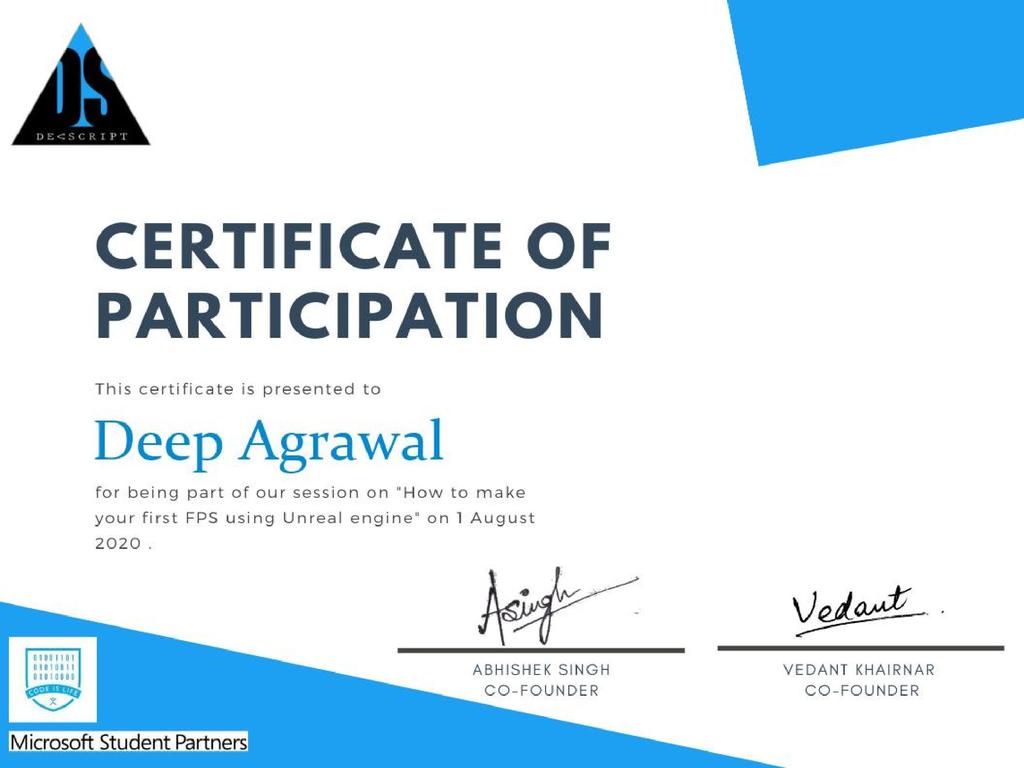 DS
DE<SCRIPT
CERTIFICATE OF
PARTICIPATION
This certificate is presented to
Deep Agrawal
for being part of our session on "How to make
your first FPS using Unreal engine" on 1 August
2020 .
Asingh
Vedant
ABHISHEK SINGH
VEDANT KHAIRNAR
CO-FOUNDER
CO-FOUNDER
CODE IS LIFE
文
Microsoft Student Partners